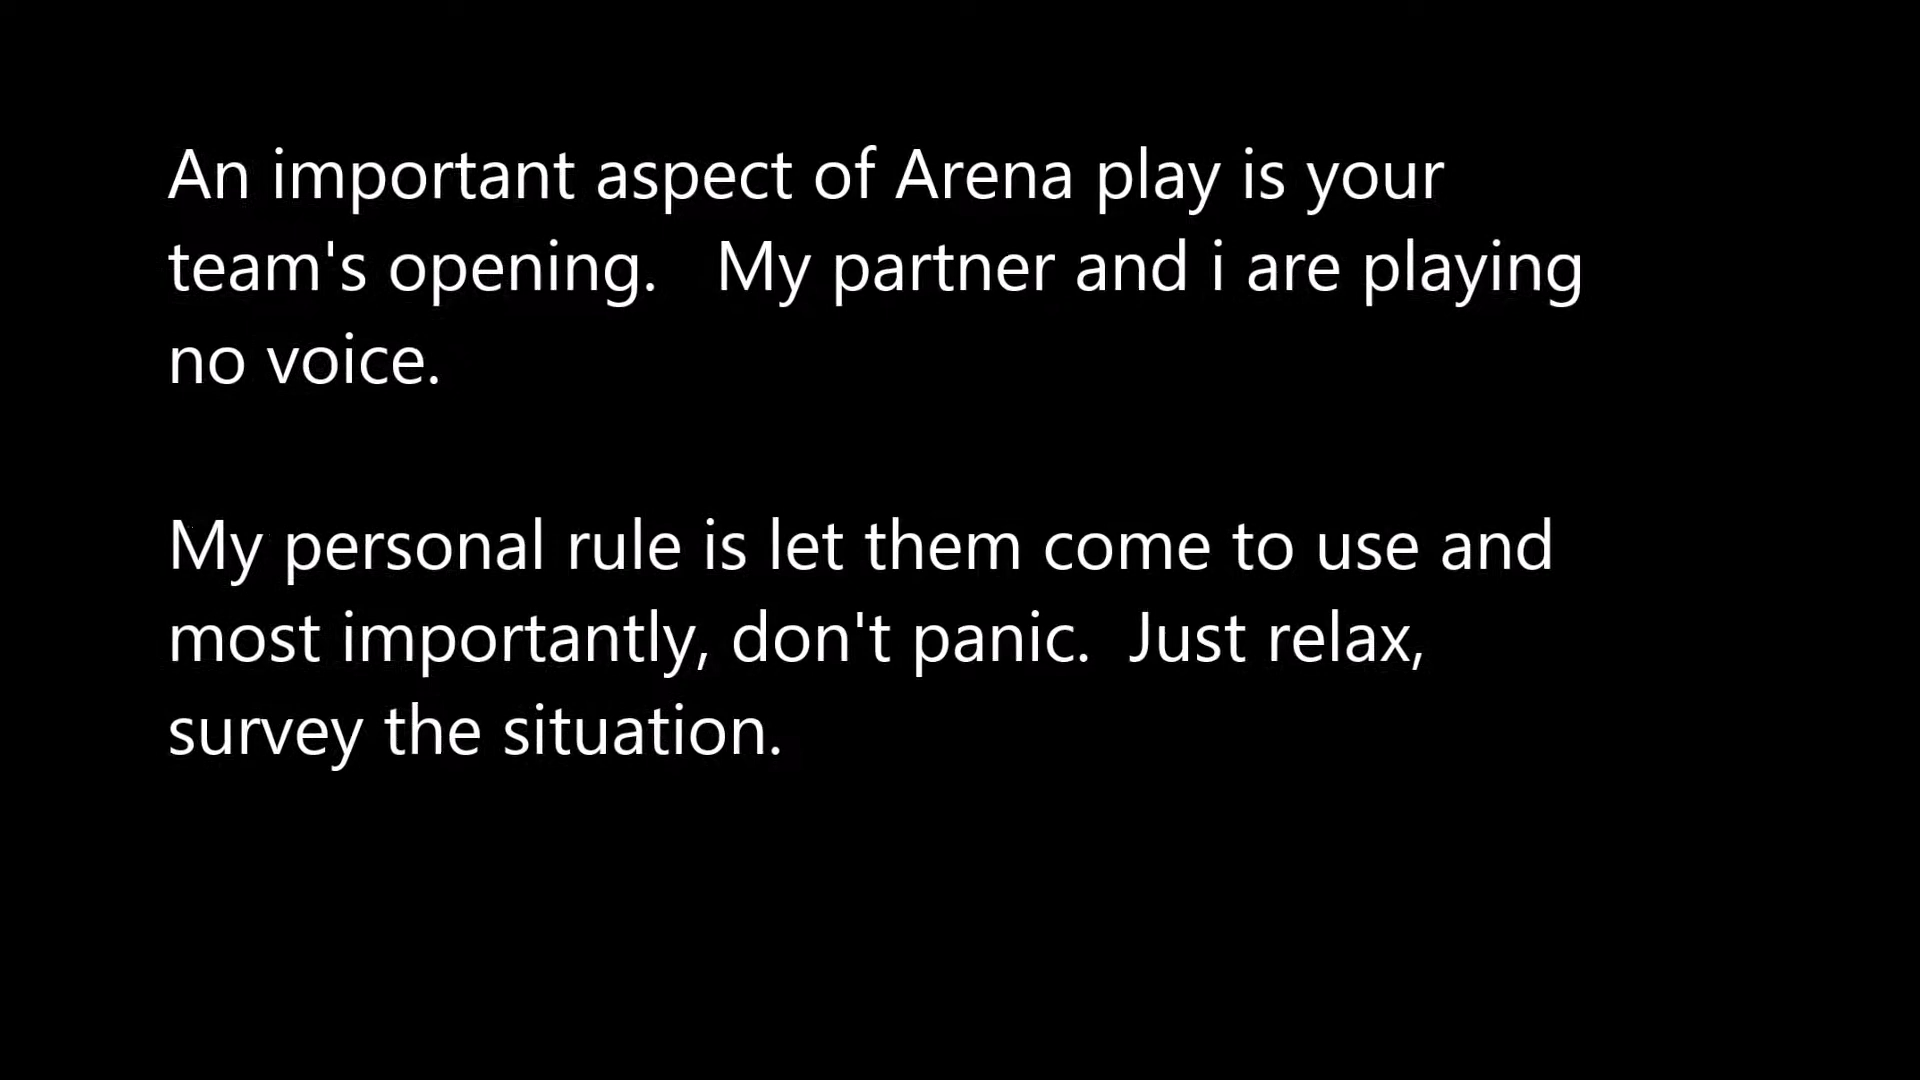 An important aspect of Arena play is your
team's opening.   My partner and i are playing
no voice.
My personal rule is let them come to use and
most importantly, don't panic.  Just relax,
survey the situation.